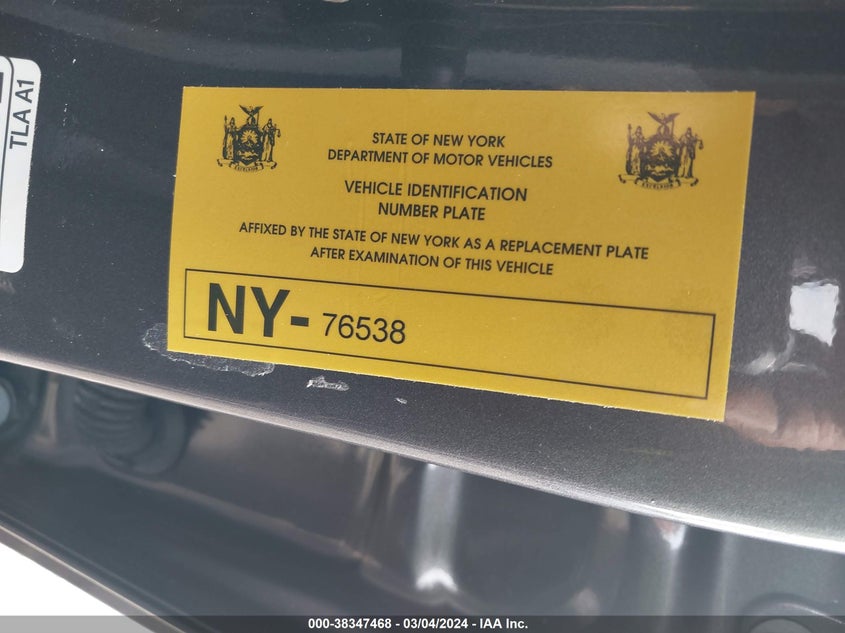 TLA A1
STATE OF NEW YORK
DEPARTMENT OF MOTOR VEHICLES
EXCELSIOR
EXCELSIOR
VEHICLE IDENTIFICATION
NUMBER PLATE
AFFIXED BY THE STATE OF NEW YORK AS A REPLACEMENT PLATE
AFTER EXAMINATION OF THIS VEHICLE
NY- 76538
000-38347468 — 03/04/2024 — IAA Inc.